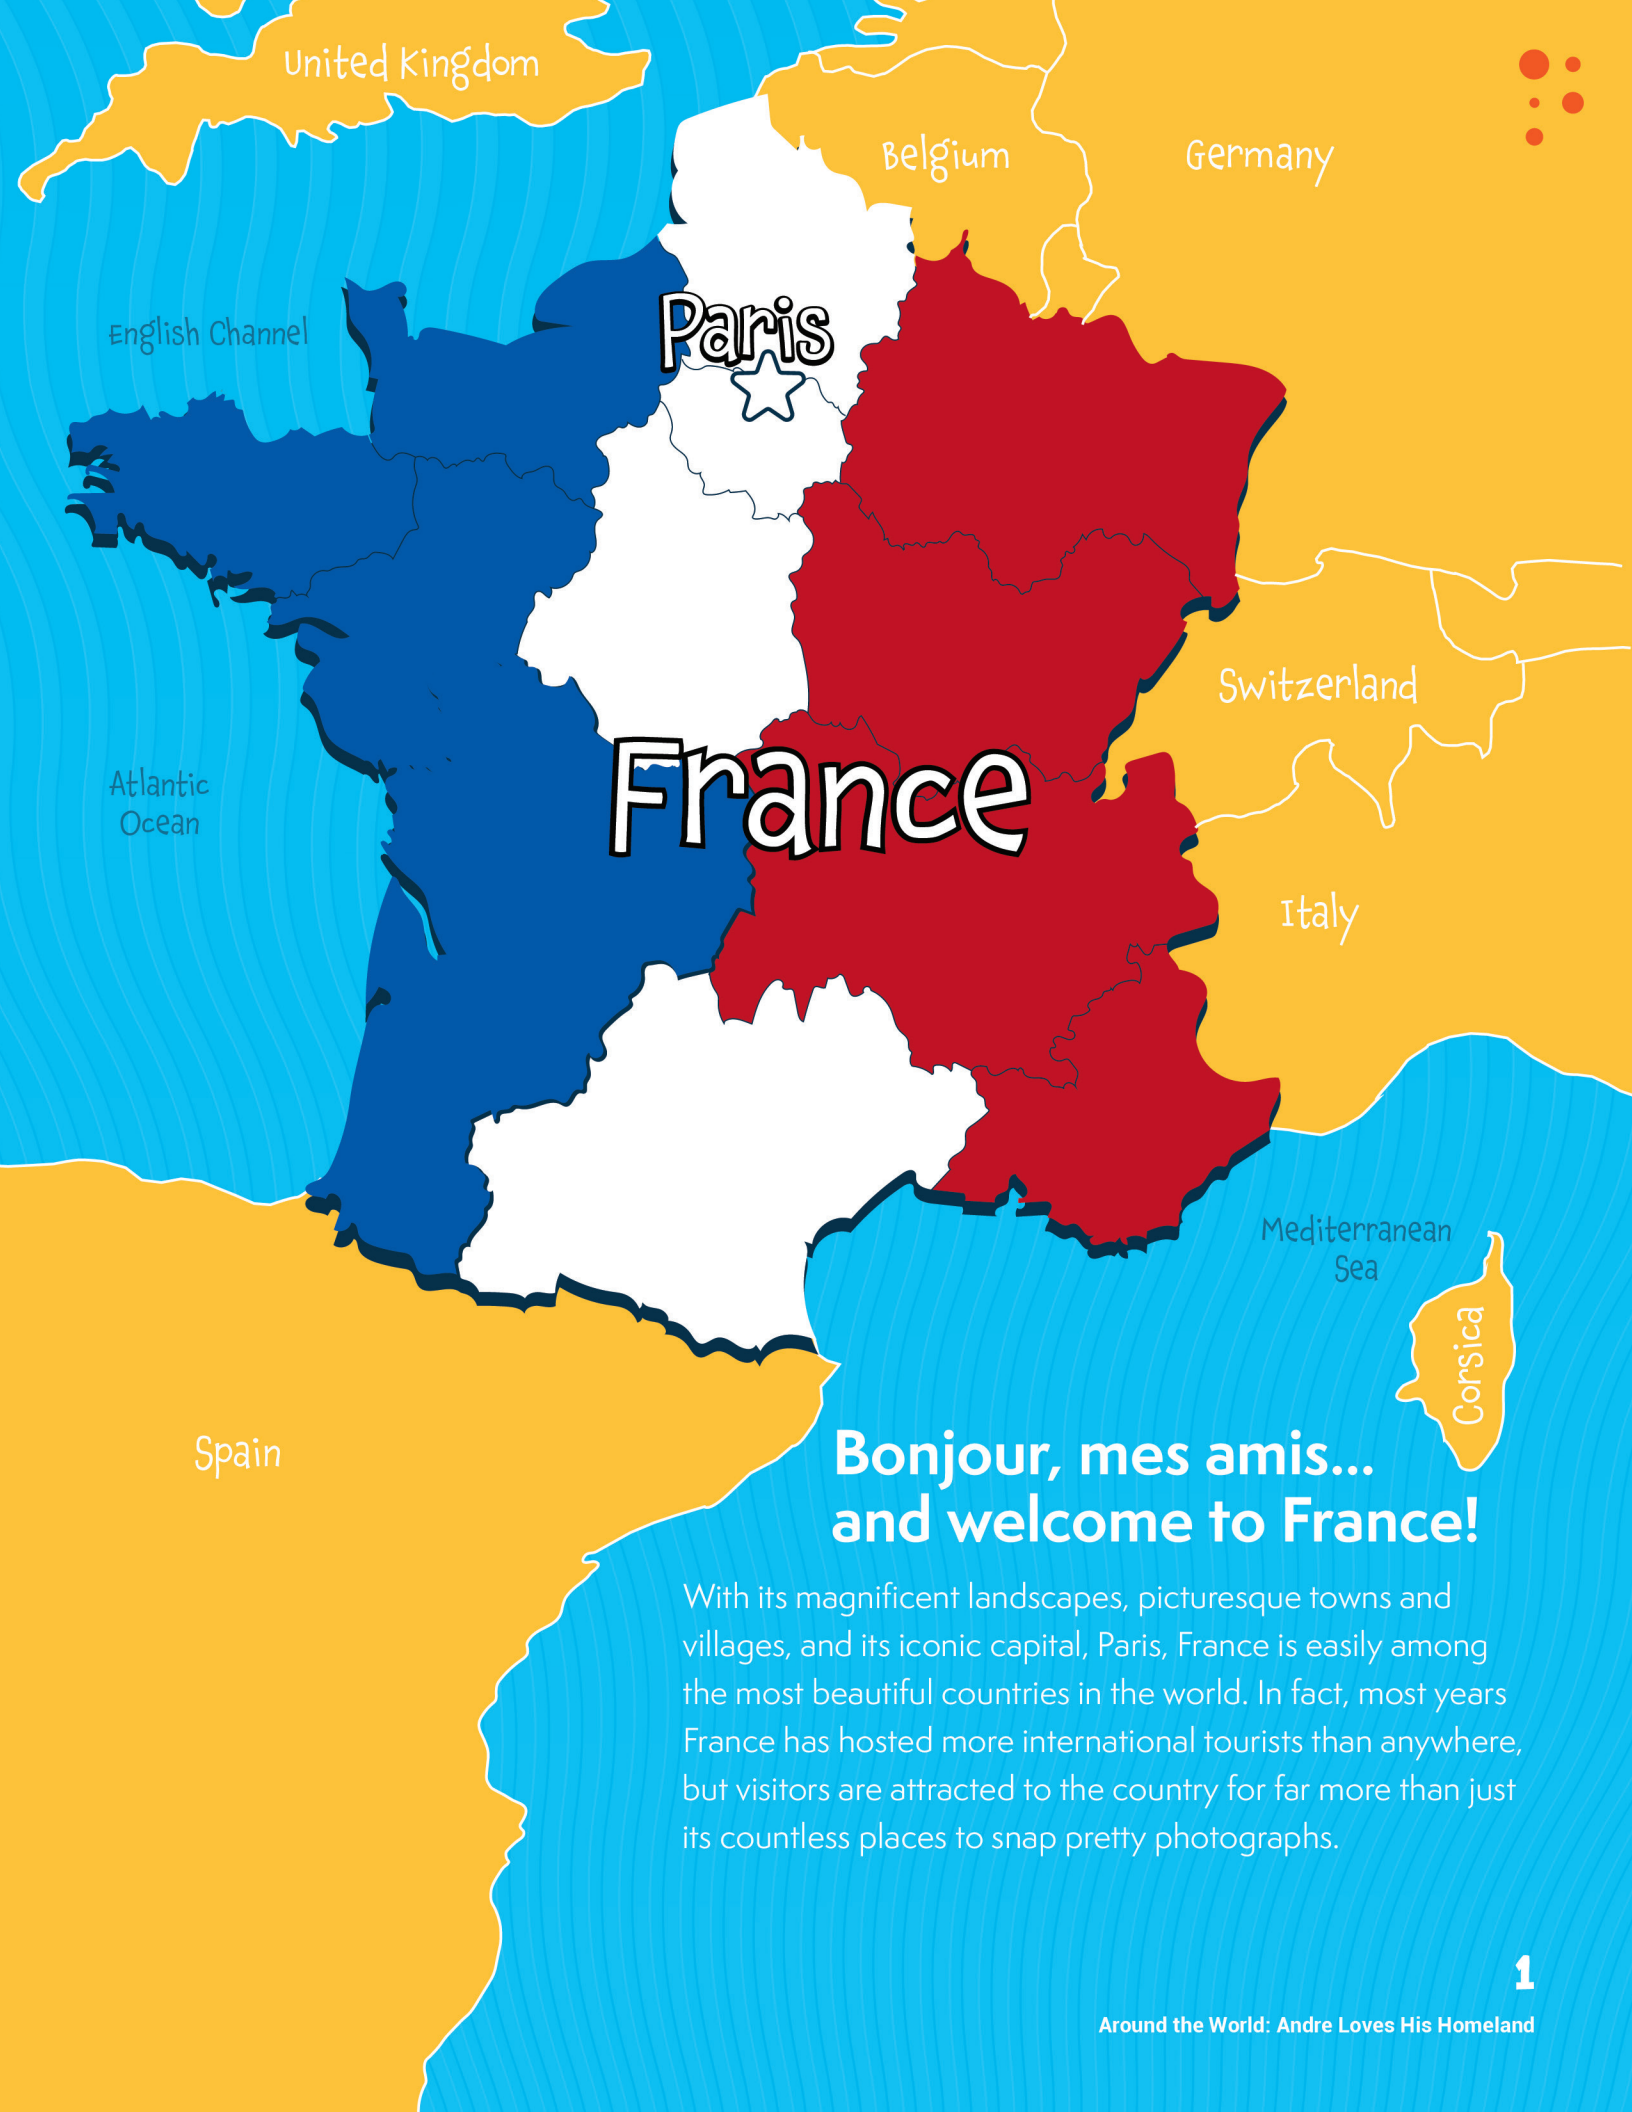 United Kingdom
Belgium
Germany
English Channel
Paris
Switzerland
France
Atlantic
Ocean
Italy
Mediterranean
Sea
Corsica
Spain
Bonjour, mes amis...
and welcome to France!
With its magnificent landscapes, picturesque towns and
villages, and its iconic capital, Paris, France is easily among
the most beautiful countries in the world. In fact, most years
France has hosted more international tourists than anywhere,
but visitors are attracted to the country for far more than just
its countless places to snap pretty photographs.
1
Around the World: Andre Loves His Homeland